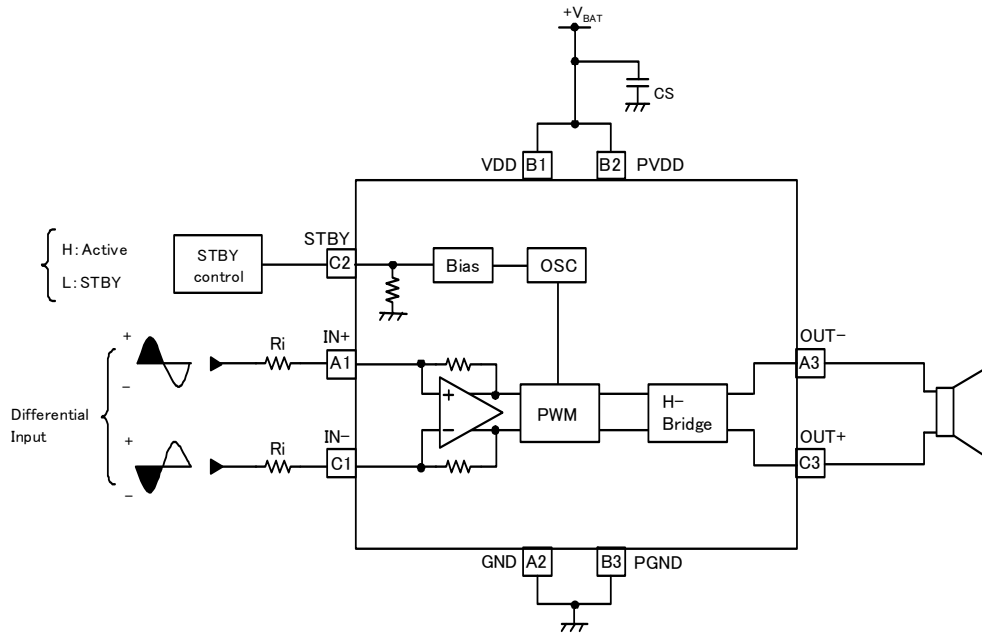 +VBAT
CS
VDD B1 B2 PVDD
STBY
H:Active
L:STBY
STBY
control
C2
Bias
OSC
+
Ri
IN+
A1
−
OUT-
A3
Differential
Input
+
−
PWM
H-
Bridge
+
Ri
IN-
C1
−
OUT+
C3
GND A2 B3 PGND